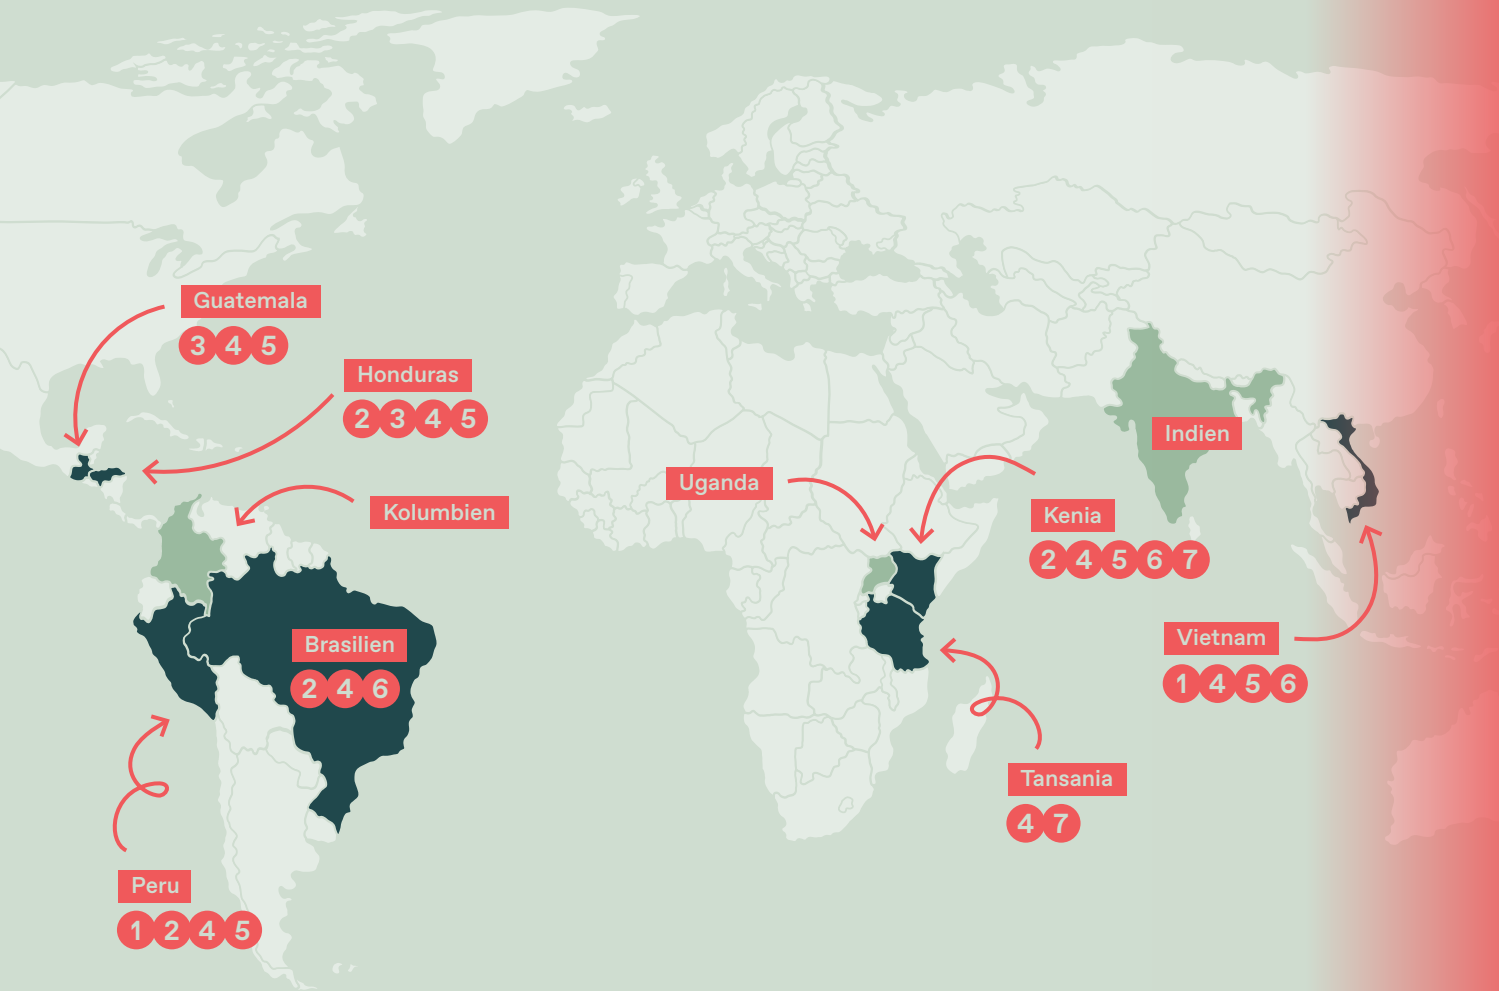 Guatemala
3 4 5
Honduras
2 3 4 5
Kolumbien
Brasilien
2 4 6
Peru
1 2 4 5
Uganda
Kenia
2 4 5 6 7
Indien
Vietnam
1 4 5 6
Tansania
4 7